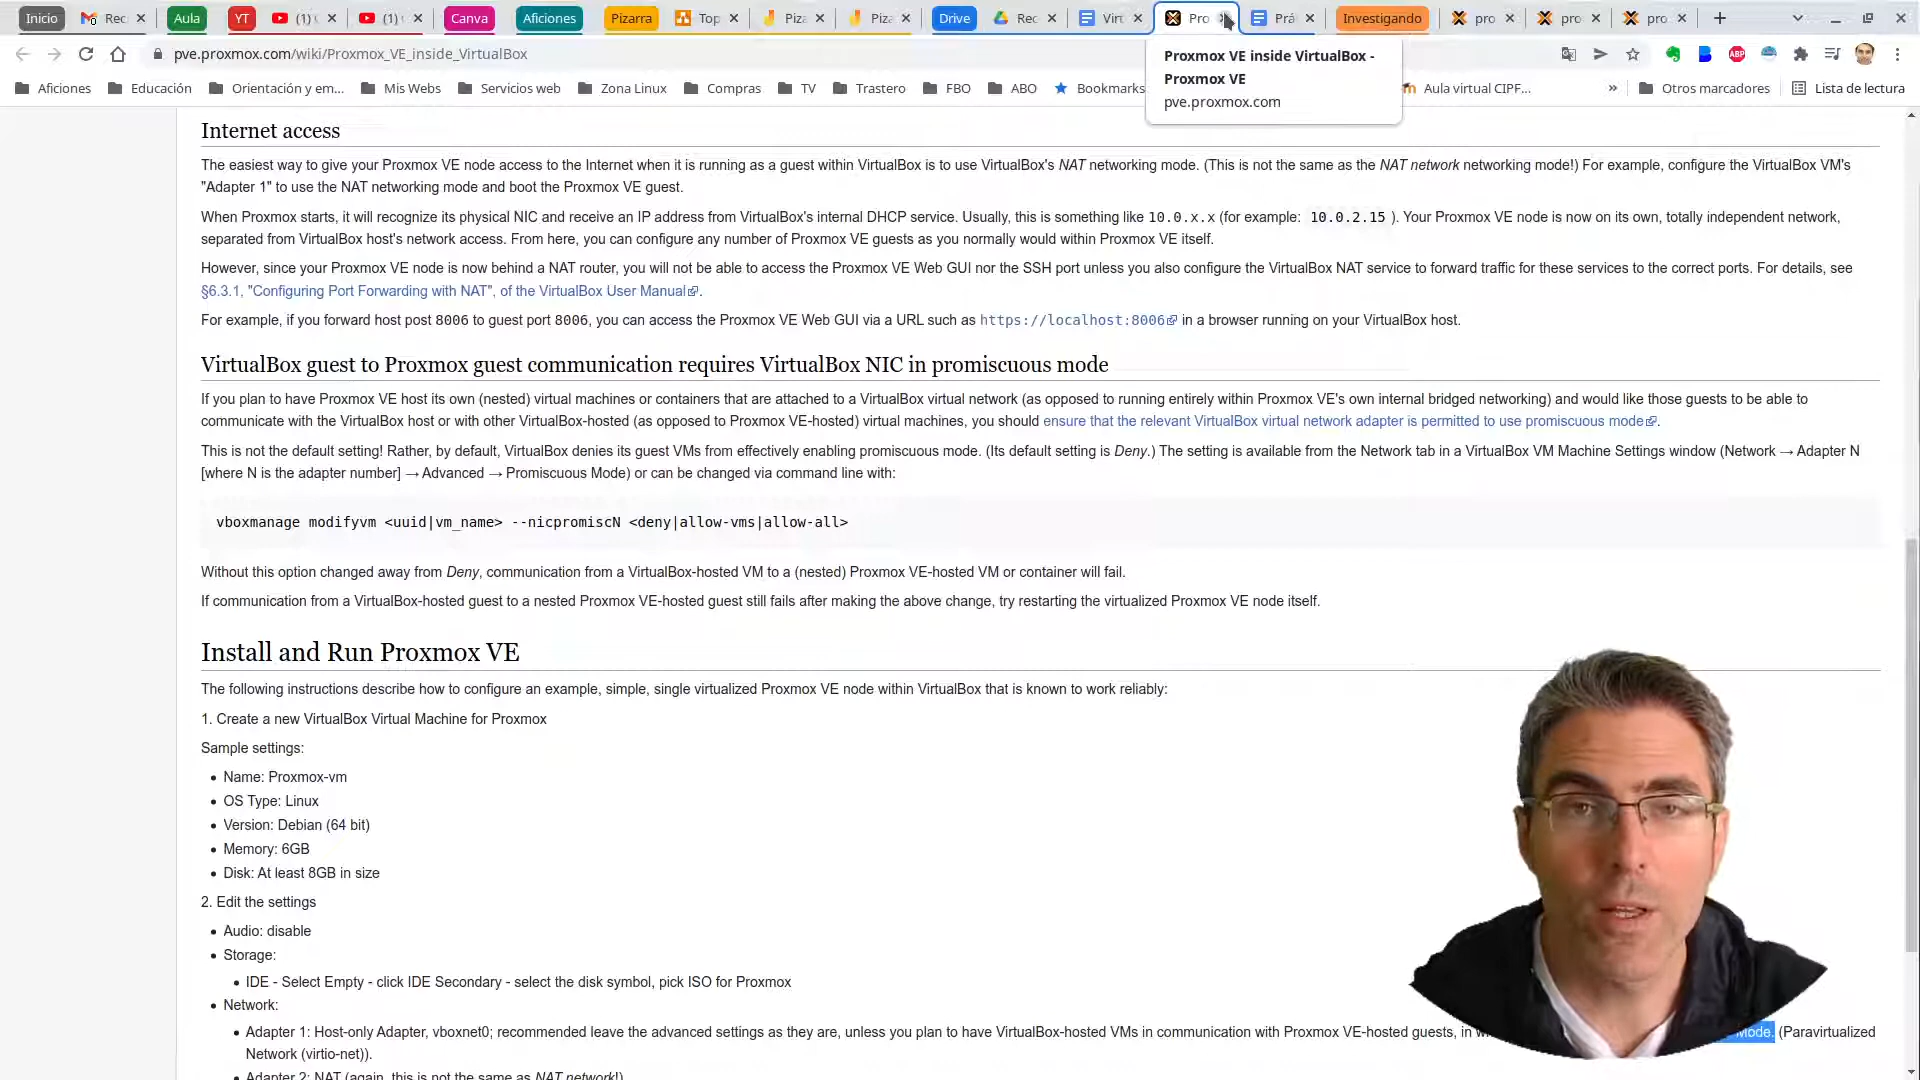 Inicio
Rec
Aula
YT
(1)
(1)
Canva
Aficiones
Pizarra
Top
Piz
Piz
Drive
Rec
Virt
Pro
Prá
Investigando
pro
pro
pro
pve.proxmox.com/wiki/Proxmox_VE_inside_VirtualBox
Aficiones
Educación
Orientación y em...
Mis Webs
Servicios web
Zona Linux
Compras
TV
Trastero
FBO
ABO
Bookmarks
Aula virtual CIPF...
»
Otros marcadores
Lista de lectura
Proxmox VE inside VirtualBox -
Proxmox VE
pve.proxmox.com
Internet access
The easiest way to give your Proxmox VE node access to the Internet when it is running as a guest within VirtualBox is to use VirtualBox's NAT networking mode. (This is not the same as the NAT network networking mode!) For example, configure the VirtualBox VM's
"Adapter 1" to use the NAT networking mode and boot the Proxmox VE guest.
When Proxmox starts, it will recognize its physical NIC and receive an IP address from VirtualBox's internal DHCP service. Usually, this is something like 10.0.x.x (for example: 10.0.2.15 ). Your Proxmox VE node is now on its own, totally independent network,
separated from VirtualBox host's network access. From here, you can configure any number of Proxmox VE guests as you normally would within Proxmox VE itself.
However, since your Proxmox VE node is now behind a NAT router, you will not be able to access the Proxmox VE Web GUI nor the SSH port unless you also configure the VirtualBox NAT service to forward traffic for these services to the correct ports. For details, see
§6.3.1, "Configuring Port Forwarding with NAT", of the VirtualBox User Manual.
For example, if you forward host post 8006 to guest port 8006, you can access the Proxmox VE Web GUI via a URL such as https://localhost:8006 in a browser running on your VirtualBox host.
VirtualBox guest to Proxmox guest communication requires VirtualBox NIC in promiscuous mode
If you plan to have Proxmox VE host its own (nested) virtual machines or containers that are attached to a VirtualBox virtual network (as opposed to running entirely within Proxmox VE's own internal bridged networking) and would like those guests to be able to
communicate with the VirtualBox host or with other VirtualBox-hosted (as opposed to Proxmox VE-hosted) virtual machines, you should ensure that the relevant VirtualBox virtual network adapter is permitted to use promiscuous mode.
This is not the default setting! Rather, by default, VirtualBox denies its guest VMs from effectively enabling promiscuous mode. (Its default setting is Deny.) The setting is available from the Network tab in a VirtualBox VM Machine Settings window (Network → Adapter N
[where N is the adapter number] → Advanced → Promiscuous Mode) or can be changed via command line with:
vboxmanage modifyvm <uuid|vm_name> --nicpromiscN <deny|allow-vms|allow-all>
Without this option changed away from Deny, communication from a VirtualBox-hosted VM to a (nested) Proxmox VE-hosted VM or container will fail.
If communication from a VirtualBox-hosted guest to a nested Proxmox VE-hosted guest still fails after making the above change, try restarting the virtualized Proxmox VE node itself.
Install and Run Proxmox VE
The following instructions describe how to configure an example, simple, single virtualized Proxmox VE node within VirtualBox that is known to work reliably:
1. Create a new VirtualBox Virtual Machine for Proxmox
Sample settings:
• Name: Proxmox-vm
• OS Type: Linux
• Version: Debian (64 bit)
• Memory: 6GB
• Disk: At least 8GB in size
2. Edit the settings
• Audio: disable
• Storage:
• IDE - Select Empty - click IDE Secondary - select the disk symbol, pick ISO for Proxmox
• Network:
• Adapter 1: Host-only Adapter, vboxnet0; recommended leave the advanced settings as they are, unless you plan to have VirtualBox-hosted VMs in communication with Proxmox VE-hosted guests, in Mode. (Paravirtualized
Network (virtio-net)).
• Adapter 2: NAT (again, this is not the same as NAT network!)